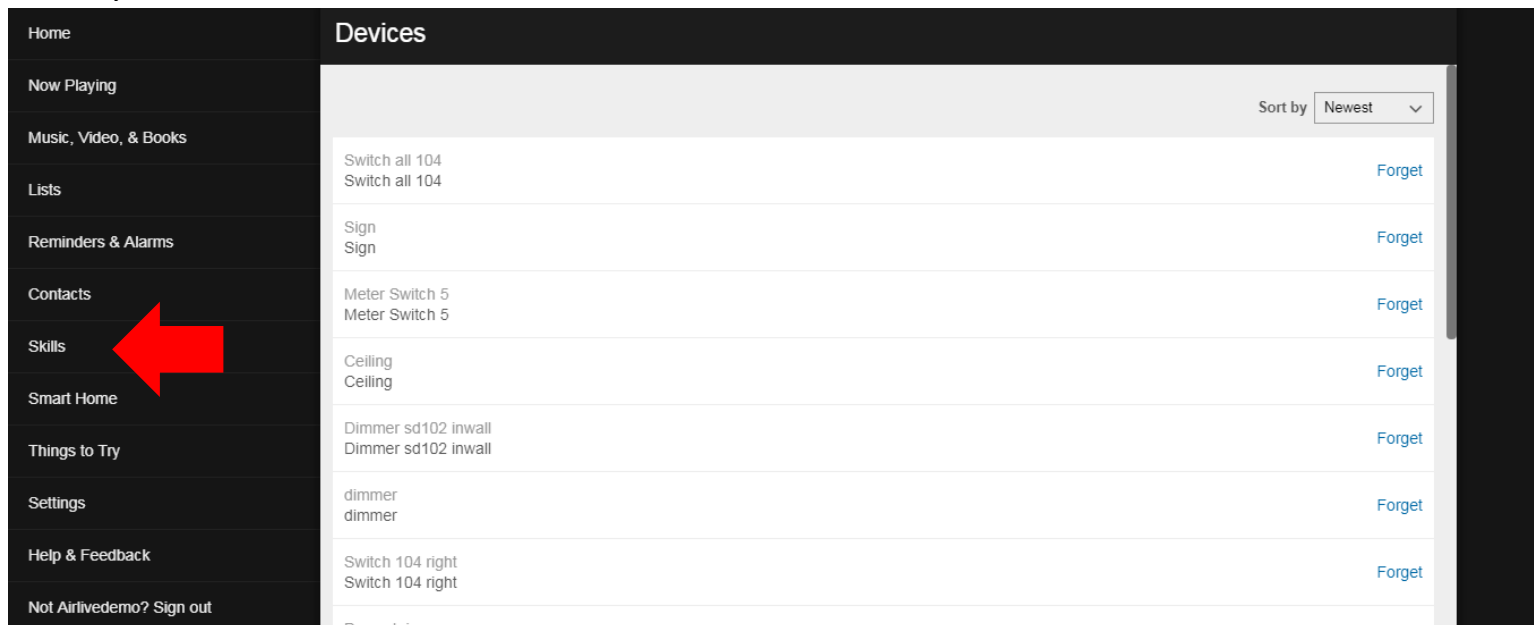 Home
Now Playing
Music, Video, & Books
Lists
Reminders & Alarms
Contacts
Skills
Smart Home
Things to Try
Settings
Help & Feedback
Not Airlivedemo? Sign out
Devices
Sort by Newest
Switch all 104
Switch all 104
Forget
Sign
Sign
Forget
Meter Switch 5
Meter Switch 5
Forget
Ceiling
Ceiling
Forget
Dimmer sd102 inwall
Dimmer sd102 inwall
Forget
dimmer
dimmer
Forget
Switch 104 right
Switch 104 right
Forget